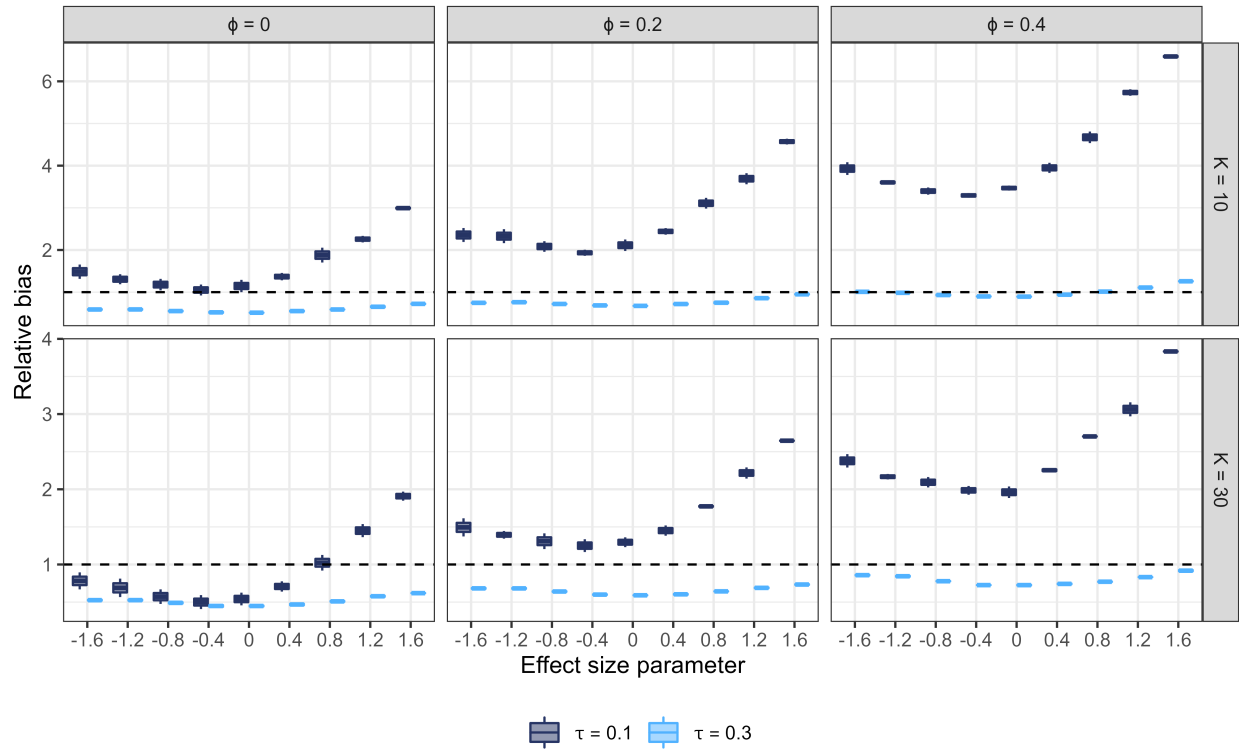 ϕ = 0
ϕ = 0.2
ϕ = 0.4
6
4
2
K = 10
Relative bias
4
3
2
1
K = 30
-1.6 -1.2 -0.8 -0.4 0 0.4 0.8 1.2 1.6
-1.6 -1.2 -0.8 -0.4 0 0.4 0.8 1.2 1.6
-1.6 -1.2 -0.8 -0.4 0 0.4 0.8 1.2 1.6
Effect size parameter
τ = 0.1
τ = 0.3